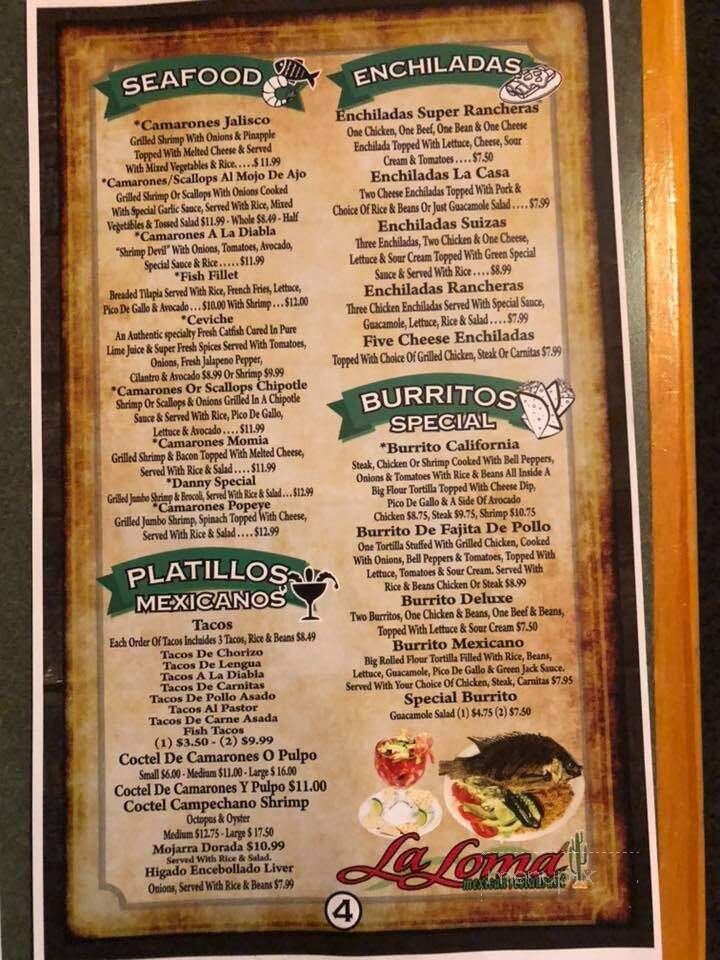 SEAFOOD
*Camarones Jalisco
Grilled Shrimp With Onions & Pinapple
Topped With Melted Cheese & Served
With Mixed Vegetables & Rice.....$ 11.99
*Camarones/Scallops Al Mojo De Ajo
Grilled Shrimp Or Scallops With Onions Cooked
With Special Garlic Sauce, Served With Rice, Mixed
Vegetables & Tossed Salad $11.99 - Whole $8.49 - Half
*Camarones A La Diabla
"Shrimp Devil" With Onions, Tomatoes, Avocado,
Special Sauce & Rice .....$11.99
*Fish Fillet
Breaded Tilapia Served With Rice, French Fries, Lettuce,
Pico De Gallo & Avocado...$10.00 With Shrimp...$12.00
*Ceviche
An Authentic specialty Fresh Catfish Cured In Pure
Lime Juice & Super Fresh Spices Served With Tomatoes,
Onions, Fresh Jalapeno Pepper,
Cilantro & Avocado $8.99 Or Shrimp $9.99
*Camarones Or Scallops Chipotle
Shrimp Or Scallops & Onions Grilled In A Chipotle
Sauce & Served With Rice, Pico De Gallo,
Lettuce & Avocado....$11.99
*Camarones Momia
Grilled Shrimp & Bacon Topped With Melted Cheese,
Served With Rice & Salad....$11.99
*Danny Special
Grilled Jumbo Shrimp & Brocoli, Served With Rice & Salad...$12.99
*Camarones Popeye
Grilled Jumbo Shrimp, Spinach Topped With Cheese,
Served With Rice & Salad....$12.99
PLATILLOS
MEXICANOS
Tacos
Each Order Of Tacos Incluides 3 Tacos, Rice & Beans $8.49
Tacos De Chorizo
Tacos De Lengua
Tacos A La Diabla
Tacos De Carnitas
Tacos De Pollo Asado
Tacos Al Pastor
Tacos De Carne Asada
Fish Tacos
(1) $3.50 - (2) $9.99
Coctel De Camarones O Pulpo
Small $6.00 - Medium $11.00 - Large $ 16.00
Coctel De Camarones Y Pulpo $11.00
Coctel Campechano Shrimp
Octopus & Oyster
Medium $12.75 - Large $ 17.50
Mojarra Dorada $10.99
Served With Rice & Salad.
Higado Encebollado Liver
Onions, Served With Rice & Beans $7.99
ENCHILADAS
Enchiladas Super Rancheras
One Chicken, One Beef, One Bean & One Cheese
Enchilada Topped With Lettuce, Cheese, Sour
Cream & Tomatoes....$7.50
Enchiladas La Casa
Two Cheese Enchiladas Topped With Pork &
Choice Of Rice & Beans Or Just Guacamole Salad....$7.99
Enchiladas Suizas
Three Enchiladas, Two Chicken & One Cheese,
Lettuce & Sour Cream Topped With Green Special
Sauce & Served With Rice....$8.99
Enchiladas Rancheras
Three Chicken Enchiladas Served With Special Sauce,
Guacamole, Lettuce, Rice & Salad....$7.99
Five Cheese Enchiladas
Topped With Choice Of Grilled Chicken, Steak Or Carnitas $7.99
BURRITOS
SPECIAL
*Burrito California
Steak, Chicken Or Shrimp Cooked With Bell Peppers,
Onions & Tomatoes With Rice & Beans All Inside A
Big Flour Tortilla Topped With Cheese Dip,
Pico De Gallo & A Side Of Avocado
Chicken $8.75, Steak $9.75, Shrimp $10.75
Burrito De Fajita De Pollo
One Tortilla Stuffed With Grilled Chicken, Cooked
With Onions, Bell Peppers & Tomatoes, Topped With
Lettuce, Tomatoes & Sour Cream. Served With
Rice & Beans Chicken Or Steak $8.99
Burrito Deluxe
Two Burritos, One Chicken & Beans, One Beef & Beans,
Topped With Lettuce & Sour Cream $7.50
Burrito Mexicano
Big Rolled Flour Tortilla Filled With Rice, Beans,
Lettuce, Guacamole, Pico De Gallo & Green Jack Sauce.
Served With Your Choice Of Chicken, Steak, Carnitas $7.95
Special Burrito
Guacamole Salad (1) $4.75 (2) $7.50
La Loma
mexican restaurant
4